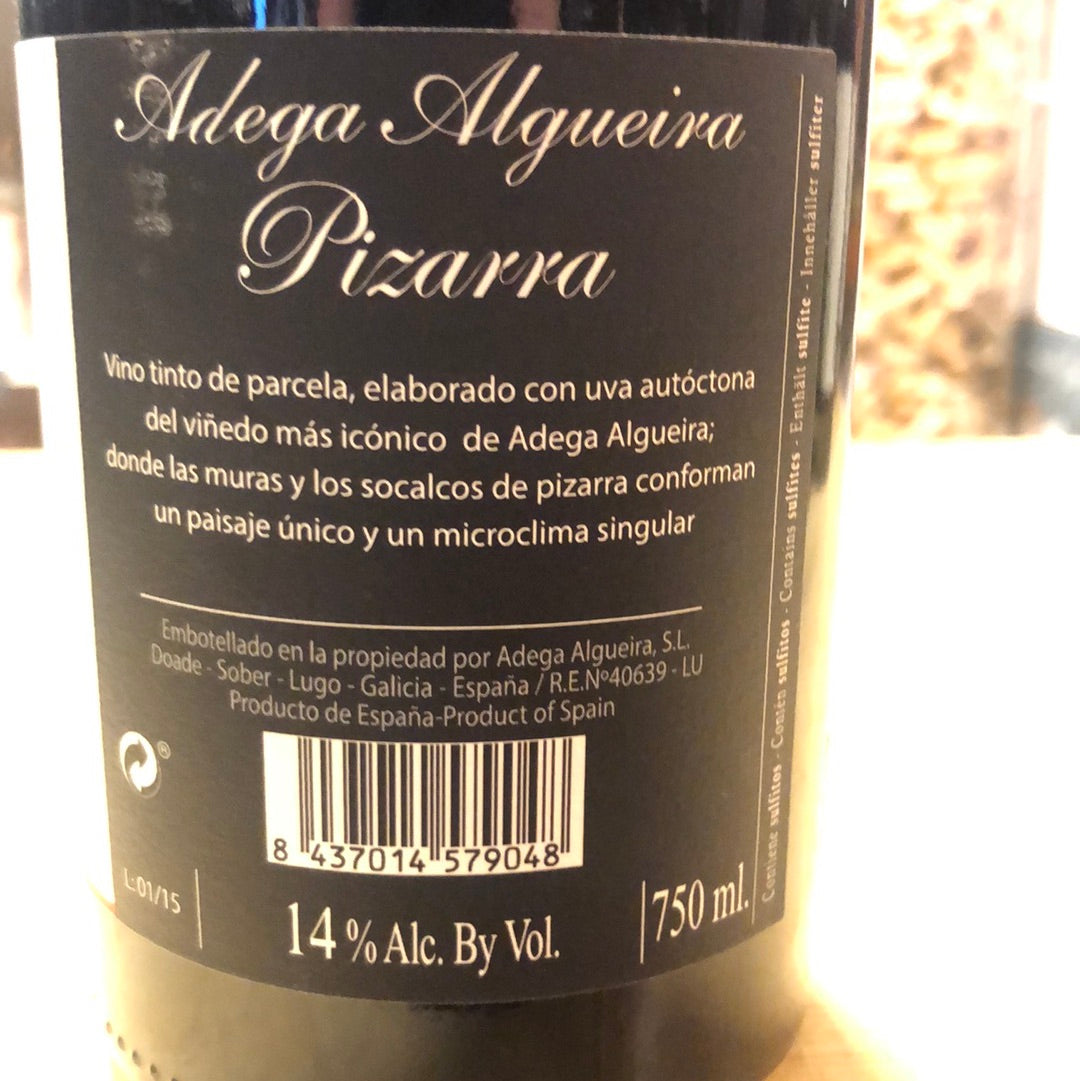 Adega Algueira
Pizarra
Vino tinto de parcela, elaborado con uva autóctona
del viñedo más icónico de Adega Algueira;
donde las muras y los socalcos de pizarra conforman
un paisaje único y un microclima singular
Embotellado en la propiedad por Adega Algueira, S.L.
Doade - Sober - Lugo - Galicia - España / R.E.Nº40639 - LU
Producto de España-Product of Spain
®
8 437014 579048
L:01/15
14 % Alc. By Vol.
750 ml.
Contiene sulfitos · Contén sulfitos · Contains sulfites · Enthält sulfite · Innehåller sulfiter